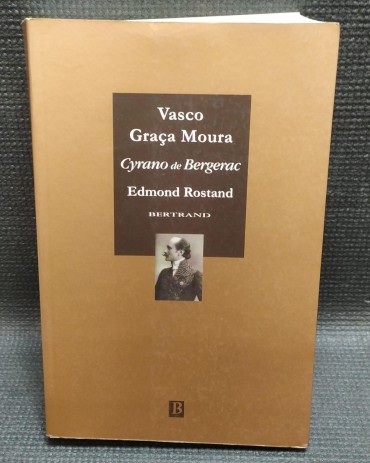 Vasco
Graça Moura
Cyrano de Bergerac
Edmond Rostand
BERTRAND
B